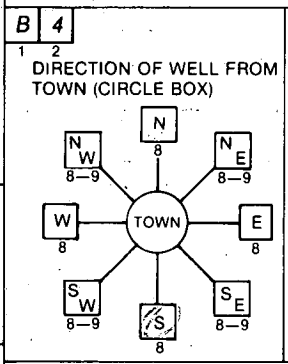 B 4
1 2
DIRECTION OF WELL FROM
TOWN (CIRCLE BOX)
N
8
N W
8—9
N E
8—9
W
8
TOWN
E
8
S W
8—9
S
8
S E
8—9